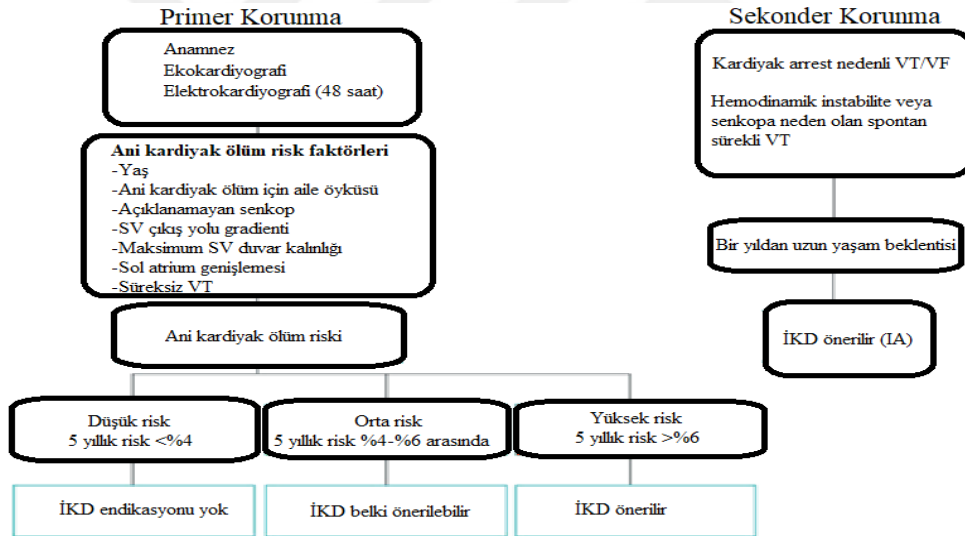 Primer Korunma
Anamnez
Ekokardiyografi
Elektrokardiyografi (48 saat)
Ani kardiyak ölüm risk faktörleri
-Yaş
-Ani kardiyak ölüm için aile öyküsü
-Açıklanamayan senkop
-SV çıkış yolu gradienti
-Maksimum SV duvar kalınlığı
-Sol atrium genişlemesi
-Süreksiz VT
Ani kardiyak ölüm riski
Düşük risk
5 yıllık risk <%4
Orta risk
5 yıllık risk %4-%6 arasında
Yüksek risk
5 yıllık risk >%6
İKD endikasyonu yok
İKD belki önerilebilir
İKD önerilir
Sekonder Korunma
Kardiyak arrest nedenli VT/VF
Hemodinamik instabilite veya
senkopa neden olan spontan
sürekli VT
Bir yıldan uzun yaşam beklentisi
İKD önerilir (IA)